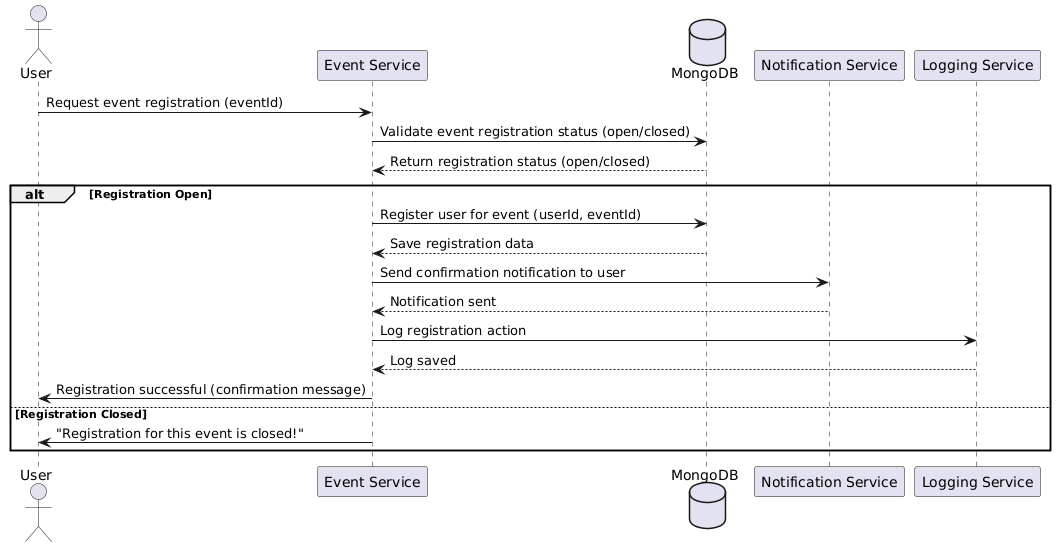 User
Event Service
MongoDB
Notification Service
Logging Service
Request event registration (eventId)
Validate event registration status (open/closed)
Return registration status (open/closed)
alt [Registration Open]
Register user for event (userId, eventId)
Save registration data
Send confirmation notification to user
Notification sent
Log registration action
Log saved
Registration successful (confirmation message)
[Registration Closed]
"Registration for this event is closed!"
User
Event Service
MongoDB
Notification Service
Logging Service